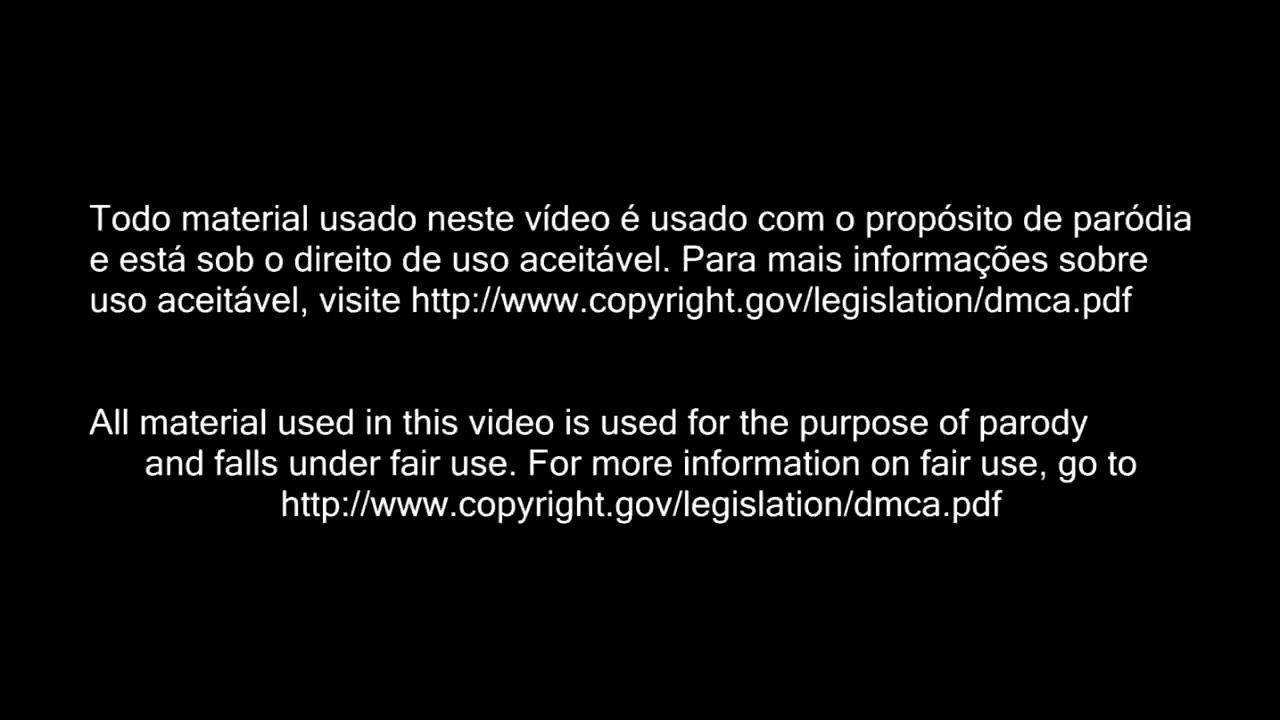 Todo material usado neste vídeo é usado com o propósito de paródia
e está sob o direito de uso aceitável. Para mais informações sobre
uso aceitável, visite http://www.copyright.gov/legislation/dmca.pdf
All material used in this video is used for the purpose of parody
and falls under fair use. For more information on fair use, go to
http://www.copyright.gov/legislation/dmca.pdf